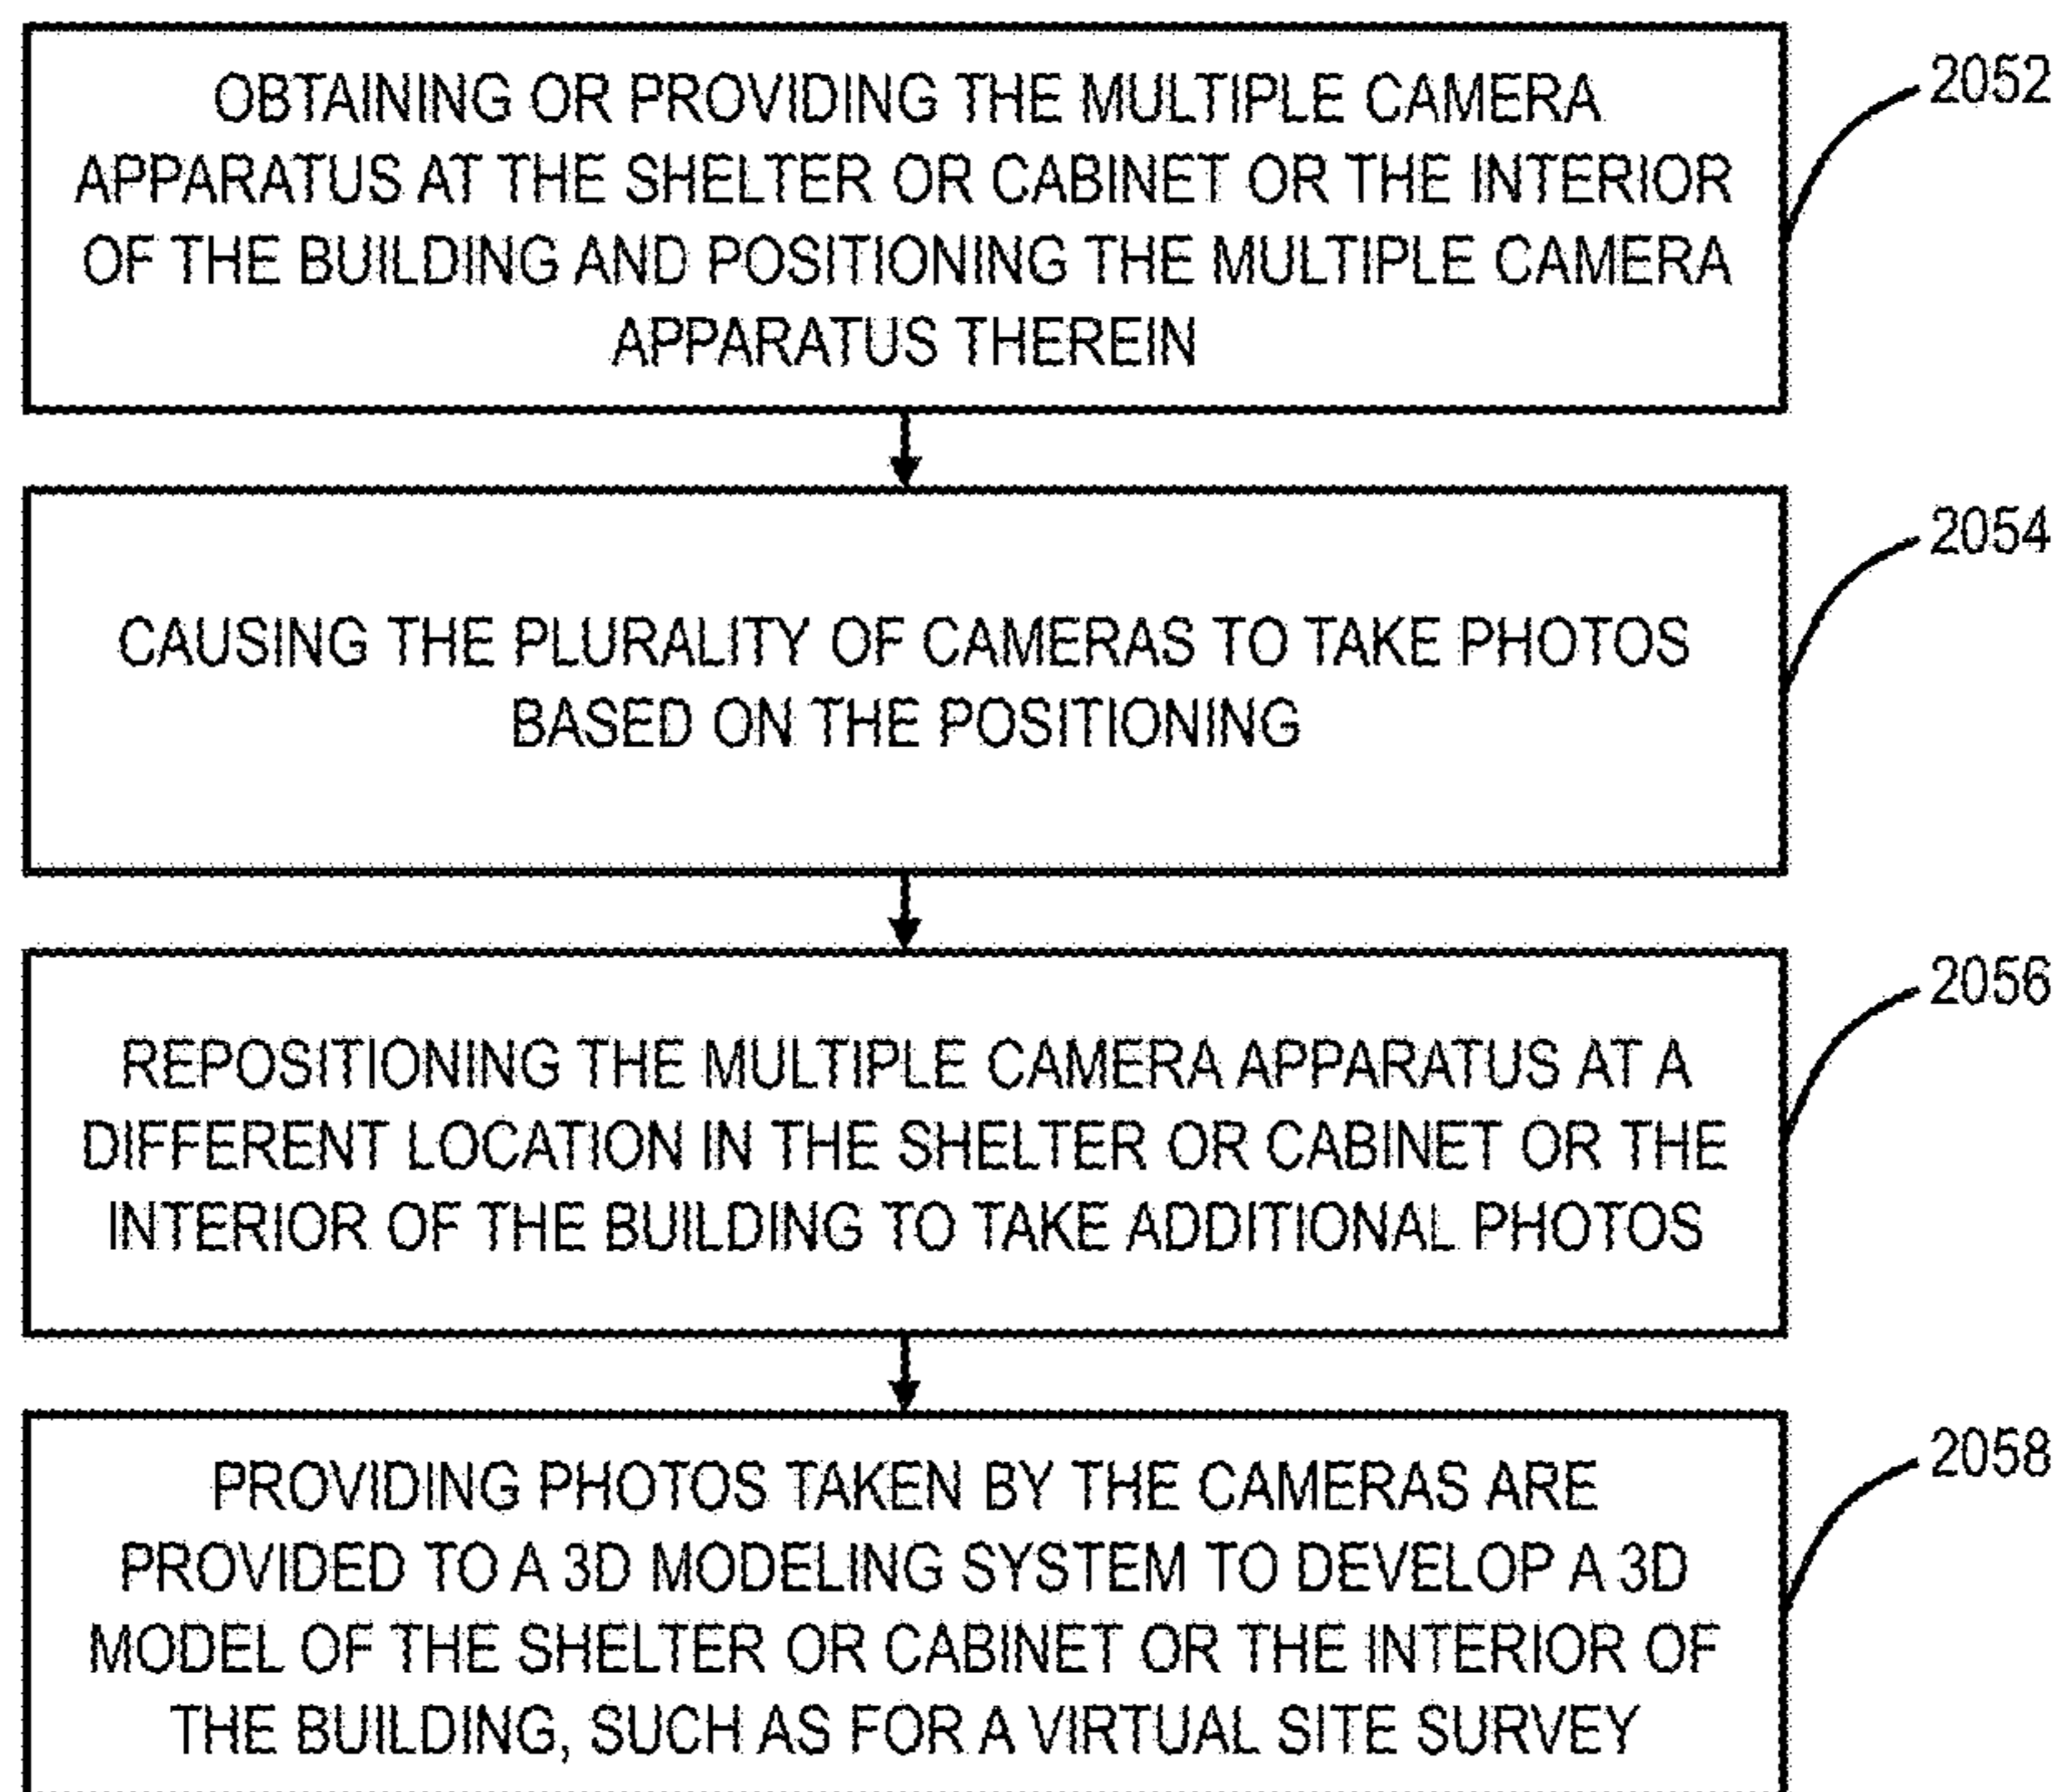 OBTAINING OR PROVIDING THE MULTIPLE CAMERA
APPARATUS AT THE SHELTER OR CABINET OR THE INTERIOR
OF THE BUILDING AND POSITIONING THE MULTIPLE CAMERA
APPARATUS THEREIN
2052
CAUSING THE PLURALITY OF CAMERAS TO TAKE PHOTOS
BASED ON THE POSITIONING
2054
REPOSITIONING THE MULTIPLE CAMERA APPARATUS AT A
DIFFERENT LOCATION IN THE SHELTER OR CABINET OR THE
INTERIOR OF THE BUILDING TO TAKE ADDITIONAL PHOTOS
2056
PROVIDING PHOTOS TAKEN BY THE CAMERAS ARE
PROVIDED TO A 3D MODELING SYSTEM TO DEVELOP A 3D
MODEL OF THE SHELTER OR CABINET OR THE INTERIOR OF
THE BUILDING, SUCH AS FOR A VIRTUAL SITE SURVEY
2058